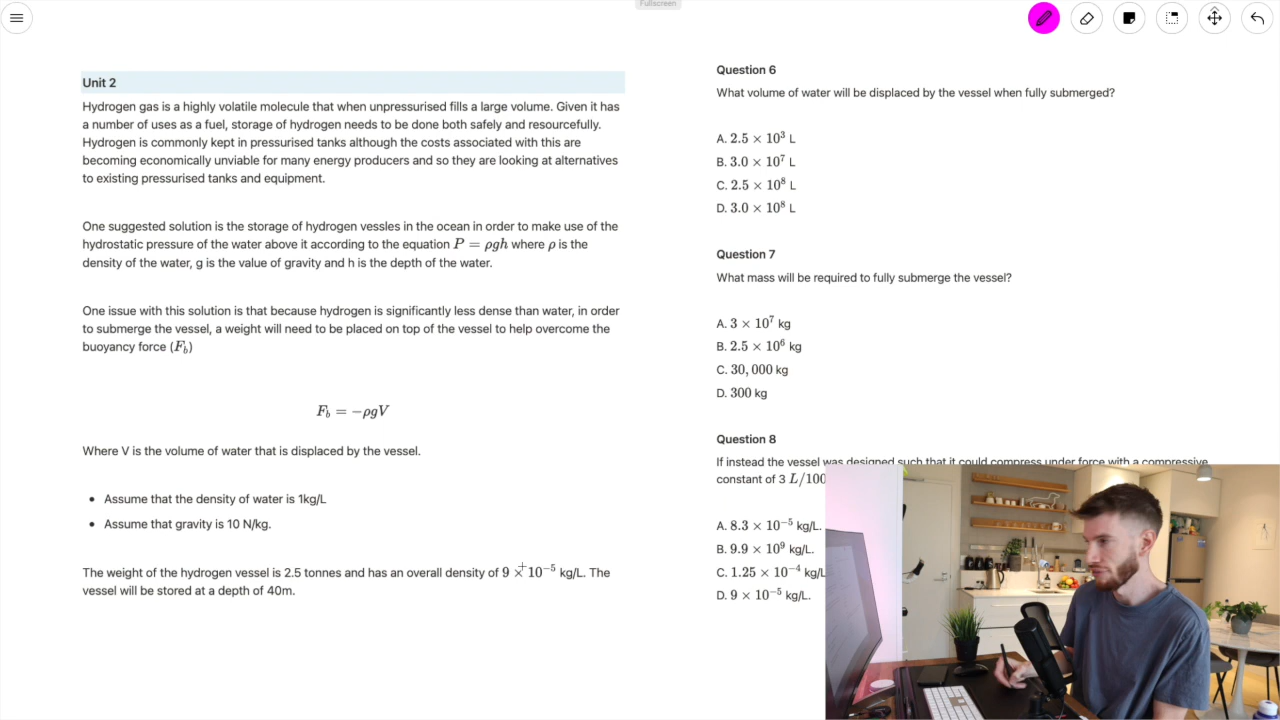 Fullscreen
Unit 2
Hydrogen gas is a highly volatile molecule that when unpressurised fills a large volume. Given it has
a number of uses as a fuel, storage of hydrogen needs to be done both safely and resourcefully.
Hydrogen is commonly kept in pressurised tanks although the costs associated with this are
becoming economically unviable for many energy producers and so they are looking at alternatives
to existing pressurised tanks and equipment.
One suggested solution is the storage of hydrogen vessles in the ocean in order to make use of the
hydrostatic pressure of the water above it according to the equation P = ρgh where ρ is the
density of the water, g is the value of gravity and h is the depth of the water.
One issue with this solution is that because hydrogen is significantly less dense than water, in order
to submerge the vessel, a weight will need to be placed on top of the vessel to help overcome the
buoyancy force (F_b)
F_b = −ρgV
Where V is the volume of water that is displaced by the vessel.
• Assume that the density of water is 1kg/L
• Assume that gravity is 10 N/kg.
The weight of the hydrogen vessel is 2.5 tonnes and has an overall density of 9 × 10⁻⁵ kg/L. The
vessel will be stored at a depth of 40m.
Question 6
What volume of water will be displaced by the vessel when fully submerged?
A. 2.5 × 10³ L
B. 3.0 × 10⁷ L
C. 2.5 × 10⁸ L
D. 3.0 × 10⁸ L
Question 7
What mass will be required to fully submerge the vessel?
A. 3 × 10⁷ kg
B. 2.5 × 10⁶ kg
C. 30,000 kg
D. 300 kg
Question 8
If instead the vessel was designed such that it could compress under force with a compressive
constant of 3 L/100
A. 8.3 × 10⁻⁵ kg/L.
B. 9.9 × 10⁹ kg/L.
C. 1.25 × 10⁻⁴ kg/L
D. 9 × 10⁻⁵ kg/L.